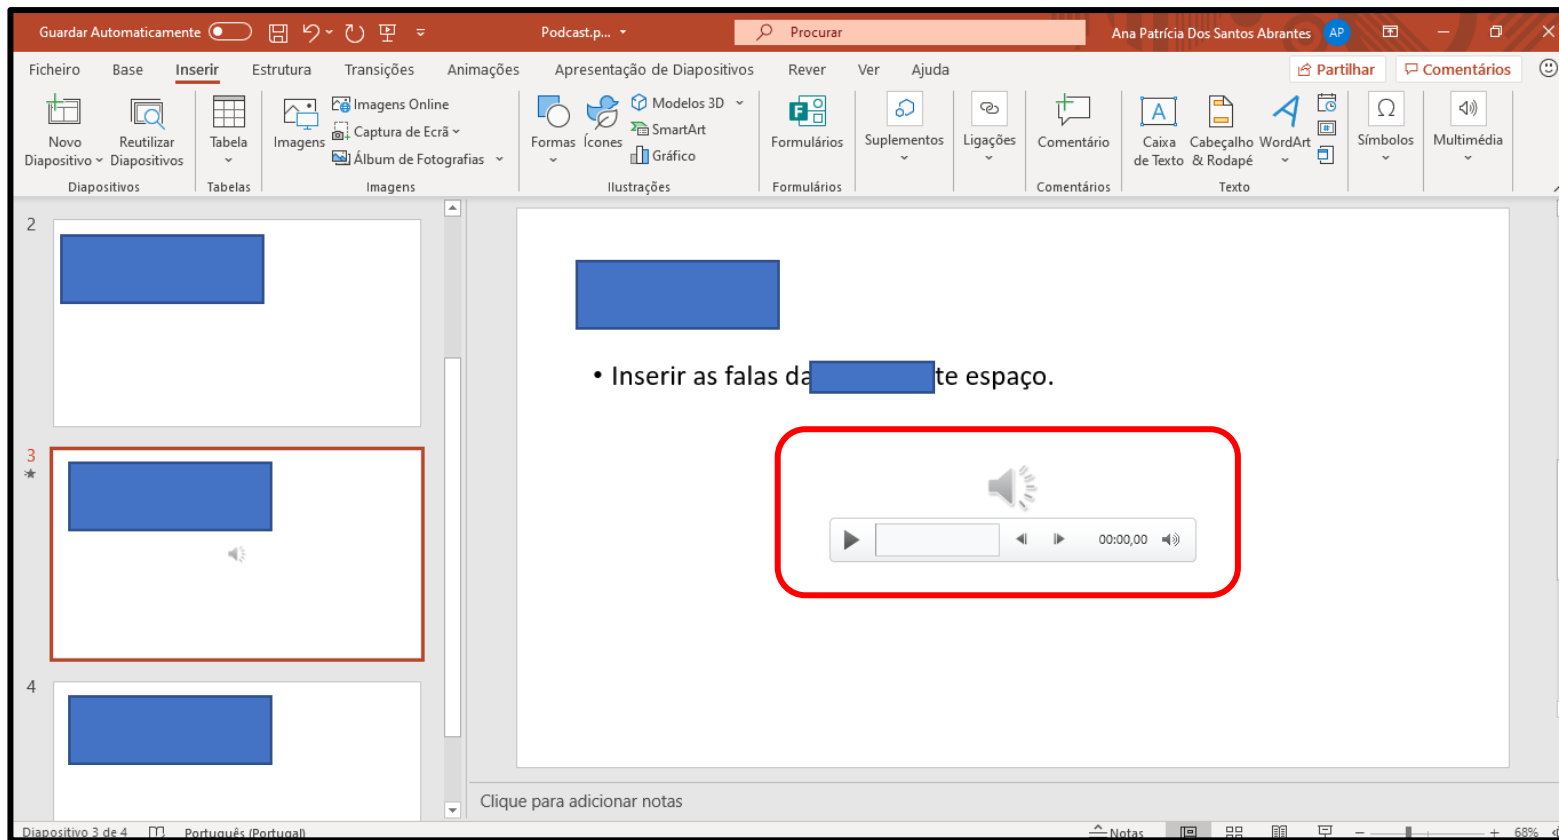 Guardar Automaticamente
Podcast.p...
Procurar
Ana Patrícia Dos Santos Abrantes
AP
Ficheiro Base Inserir Estrutura Transições Animações Apresentação de Diapositivos Rever Ver Ajuda
Partilhar
Comentários
Novo Diapositivo
Reutilizar Diapositivos
Tabela
Imagens
Imagens Online
Captura de Ecrã
Álbum de Fotografias
Formas
Ícones
Modelos 3D
SmartArt
Gráfico
Formulários
Suplementos
Ligações
Comentário
Caixa de Texto
Cabeçalho & Rodapé
WordArt
Símbolos
Multimédia
Diapositivos
Tabelas
Imagens
Ilustrações
Formulários
Comentários
Texto
2
3
4
• Inserir as falas da te espaço.
00:00,00
Clique para adicionar notas
Diapositivo 3 de 4
Português (Portugal)
Notas
68%